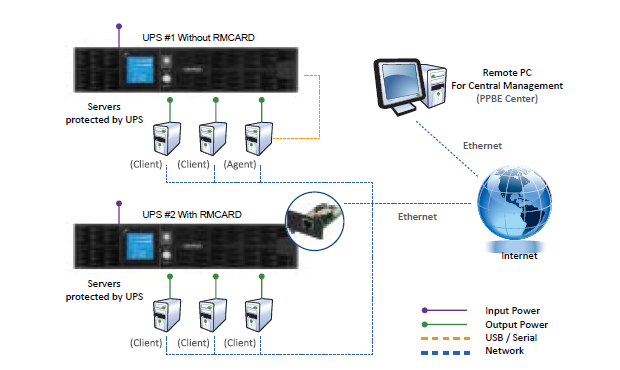 UPS #1 Without RMCARD
Servers
protected by UPS
(Client)
(Client)
(Agent)
Remote PC
For Central Management
(PPBE Center)
Ethernet
UPS #2 With RMCARD
Ethernet
Internet
Servers
protected by UPS
(Client)
(Client)
(Client)
Input Power
Output Power
USB / Serial
Network